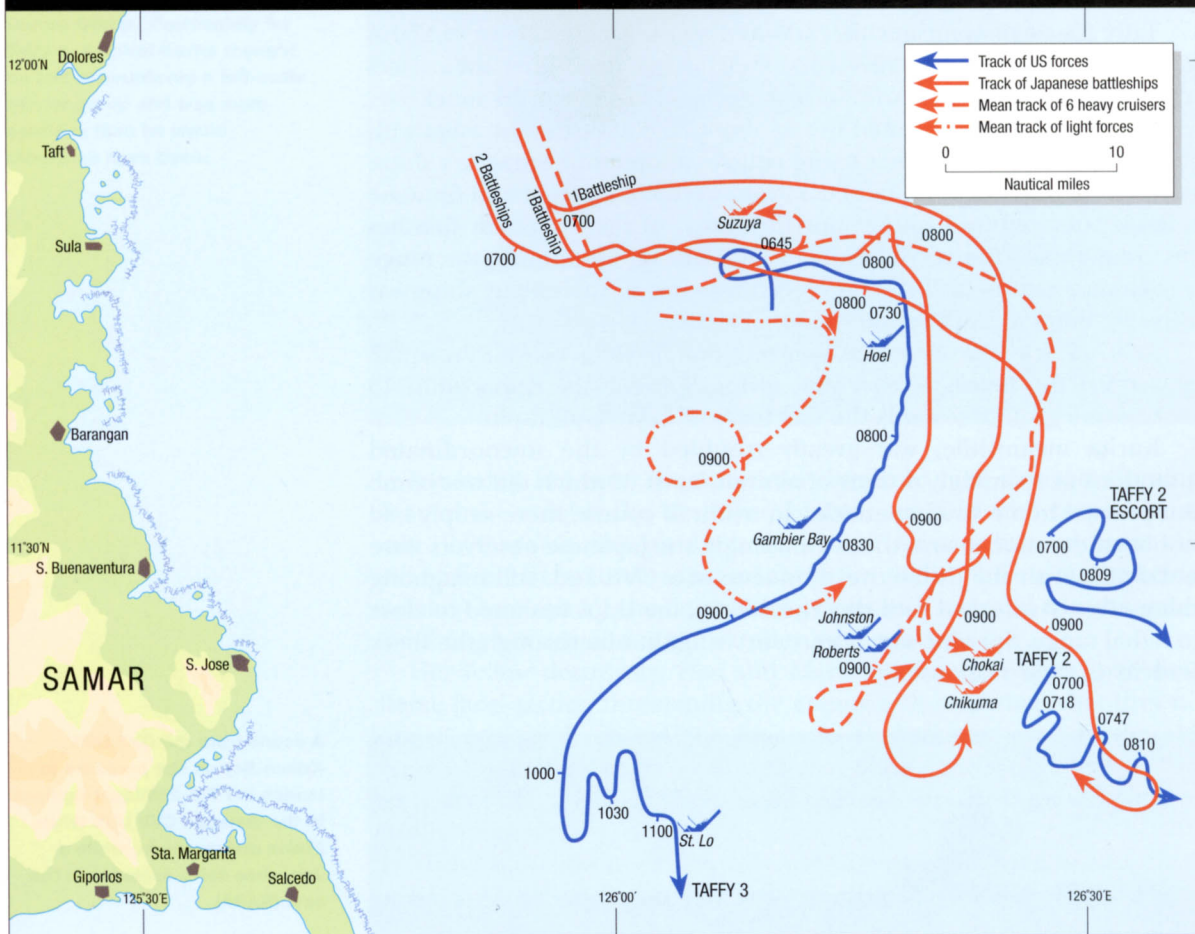 Dolores
12°00′N
Taft
Sula
Barangan
11°30′N
S. Buenaventura
S. Jose
SAMAR
Sta. Margarita
Giporlos
125°30′E
Salcedo
Track of US forces
Track of Japanese battleships
Mean track of 6 heavy cruisers
Mean track of light forces
0
10
Nautical miles
2 Battleships
1Battleship
1Battleship
0700
0700
Suzuya
0645
0800
0800
0800
0730
Hoel
0800
0900
Gambier Bay
0830
0900
0900
Johnston
Roberts
0900
0900
Chokai
Chikuma
TAFFY 2
ESCORT
0700
0809
0900
TAFFY 2
0700
0718
0747
0810
1000
1030
1100
St. Lo
TAFFY 3
126°00′
126°30′E